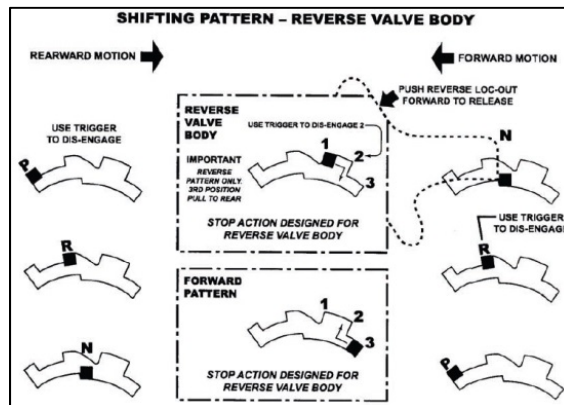 SHIFTING PATTERN – REVERSE VALVE BODY
REARWARD MOTION
FORWARD MOTION
PUSH REVERSE LOC-OUT
FORWARD TO RELEASE
USE TRIGGER
TO DIS-ENGAGE
P
R
N
REVERSE
VALVE
BODY
USE TRIGGER TO DIS-ENGAGE 2
IMPORTANT
REVERSE
PATTERN ONLY.
3RD POSITION
PULL TO REAR
1
2
3
STOP ACTION DESIGNED FOR
REVERSE VALVE BODY
FORWARD
PATTERN
1
2
3
STOP ACTION DESIGNED FOR
REVERSE VALVE BODY
N
USE TRIGGER
TO DIS-ENGAGE
R
P